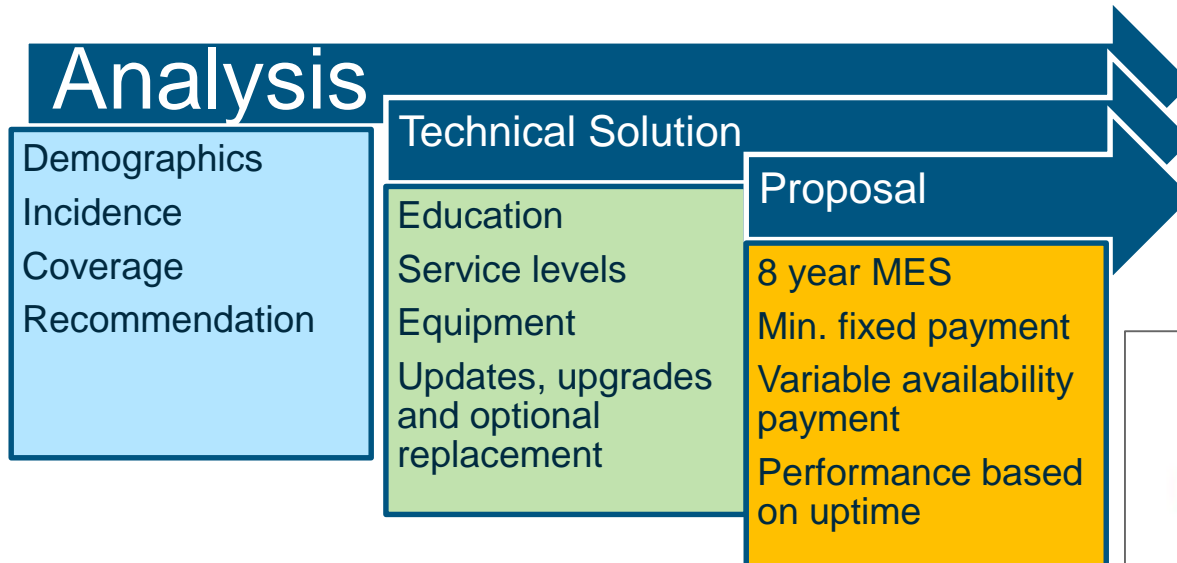 Analysis
Demographics
Incidence
Coverage
Recommendation
Technical Solution
Education
Service levels
Equipment
Updates, upgrades
and optional
replacement
Proposal
8 year MES
Min. fixed payment
Variable availability
payment
Performance based
on uptime